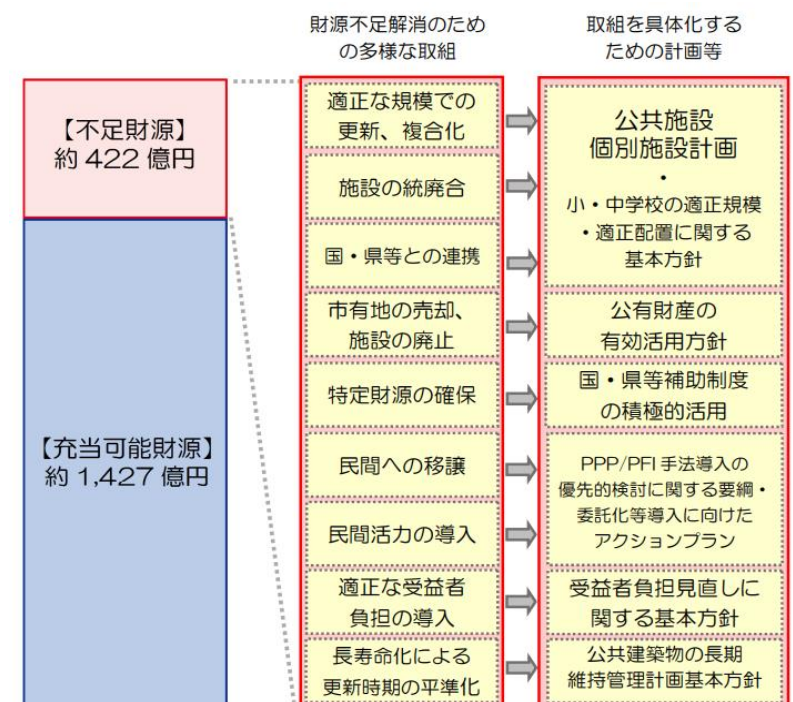 財源不足解消のため
の多様な取組
取組を具体化する
ための計画等
【不足財源】
約 422 億円
【充当可能財源】
約 1,427 億円
適正な規模での
更新、複合化
施設の統廃合
国・県等との連携
市有地の売却、
施設の廃止
特定財源の確保
民間への移譲
民間活力の導入
適正な受益者
負担の導入
長寿命化による
更新時期の平準化
公共施設
個別施設計画
・
小・中学校の適正規模
・適正配置に関する
基本方針
公有財産の
有効活用方針
国・県等補助制度
の積極的活用
PPP/PFI 手法導入の
優先的検討に関する要綱・
委託化等導入に向けた
アクションプラン
受益者負担見直しに
関する基本方針
公共建築物の長期
維持管理計画基本方針